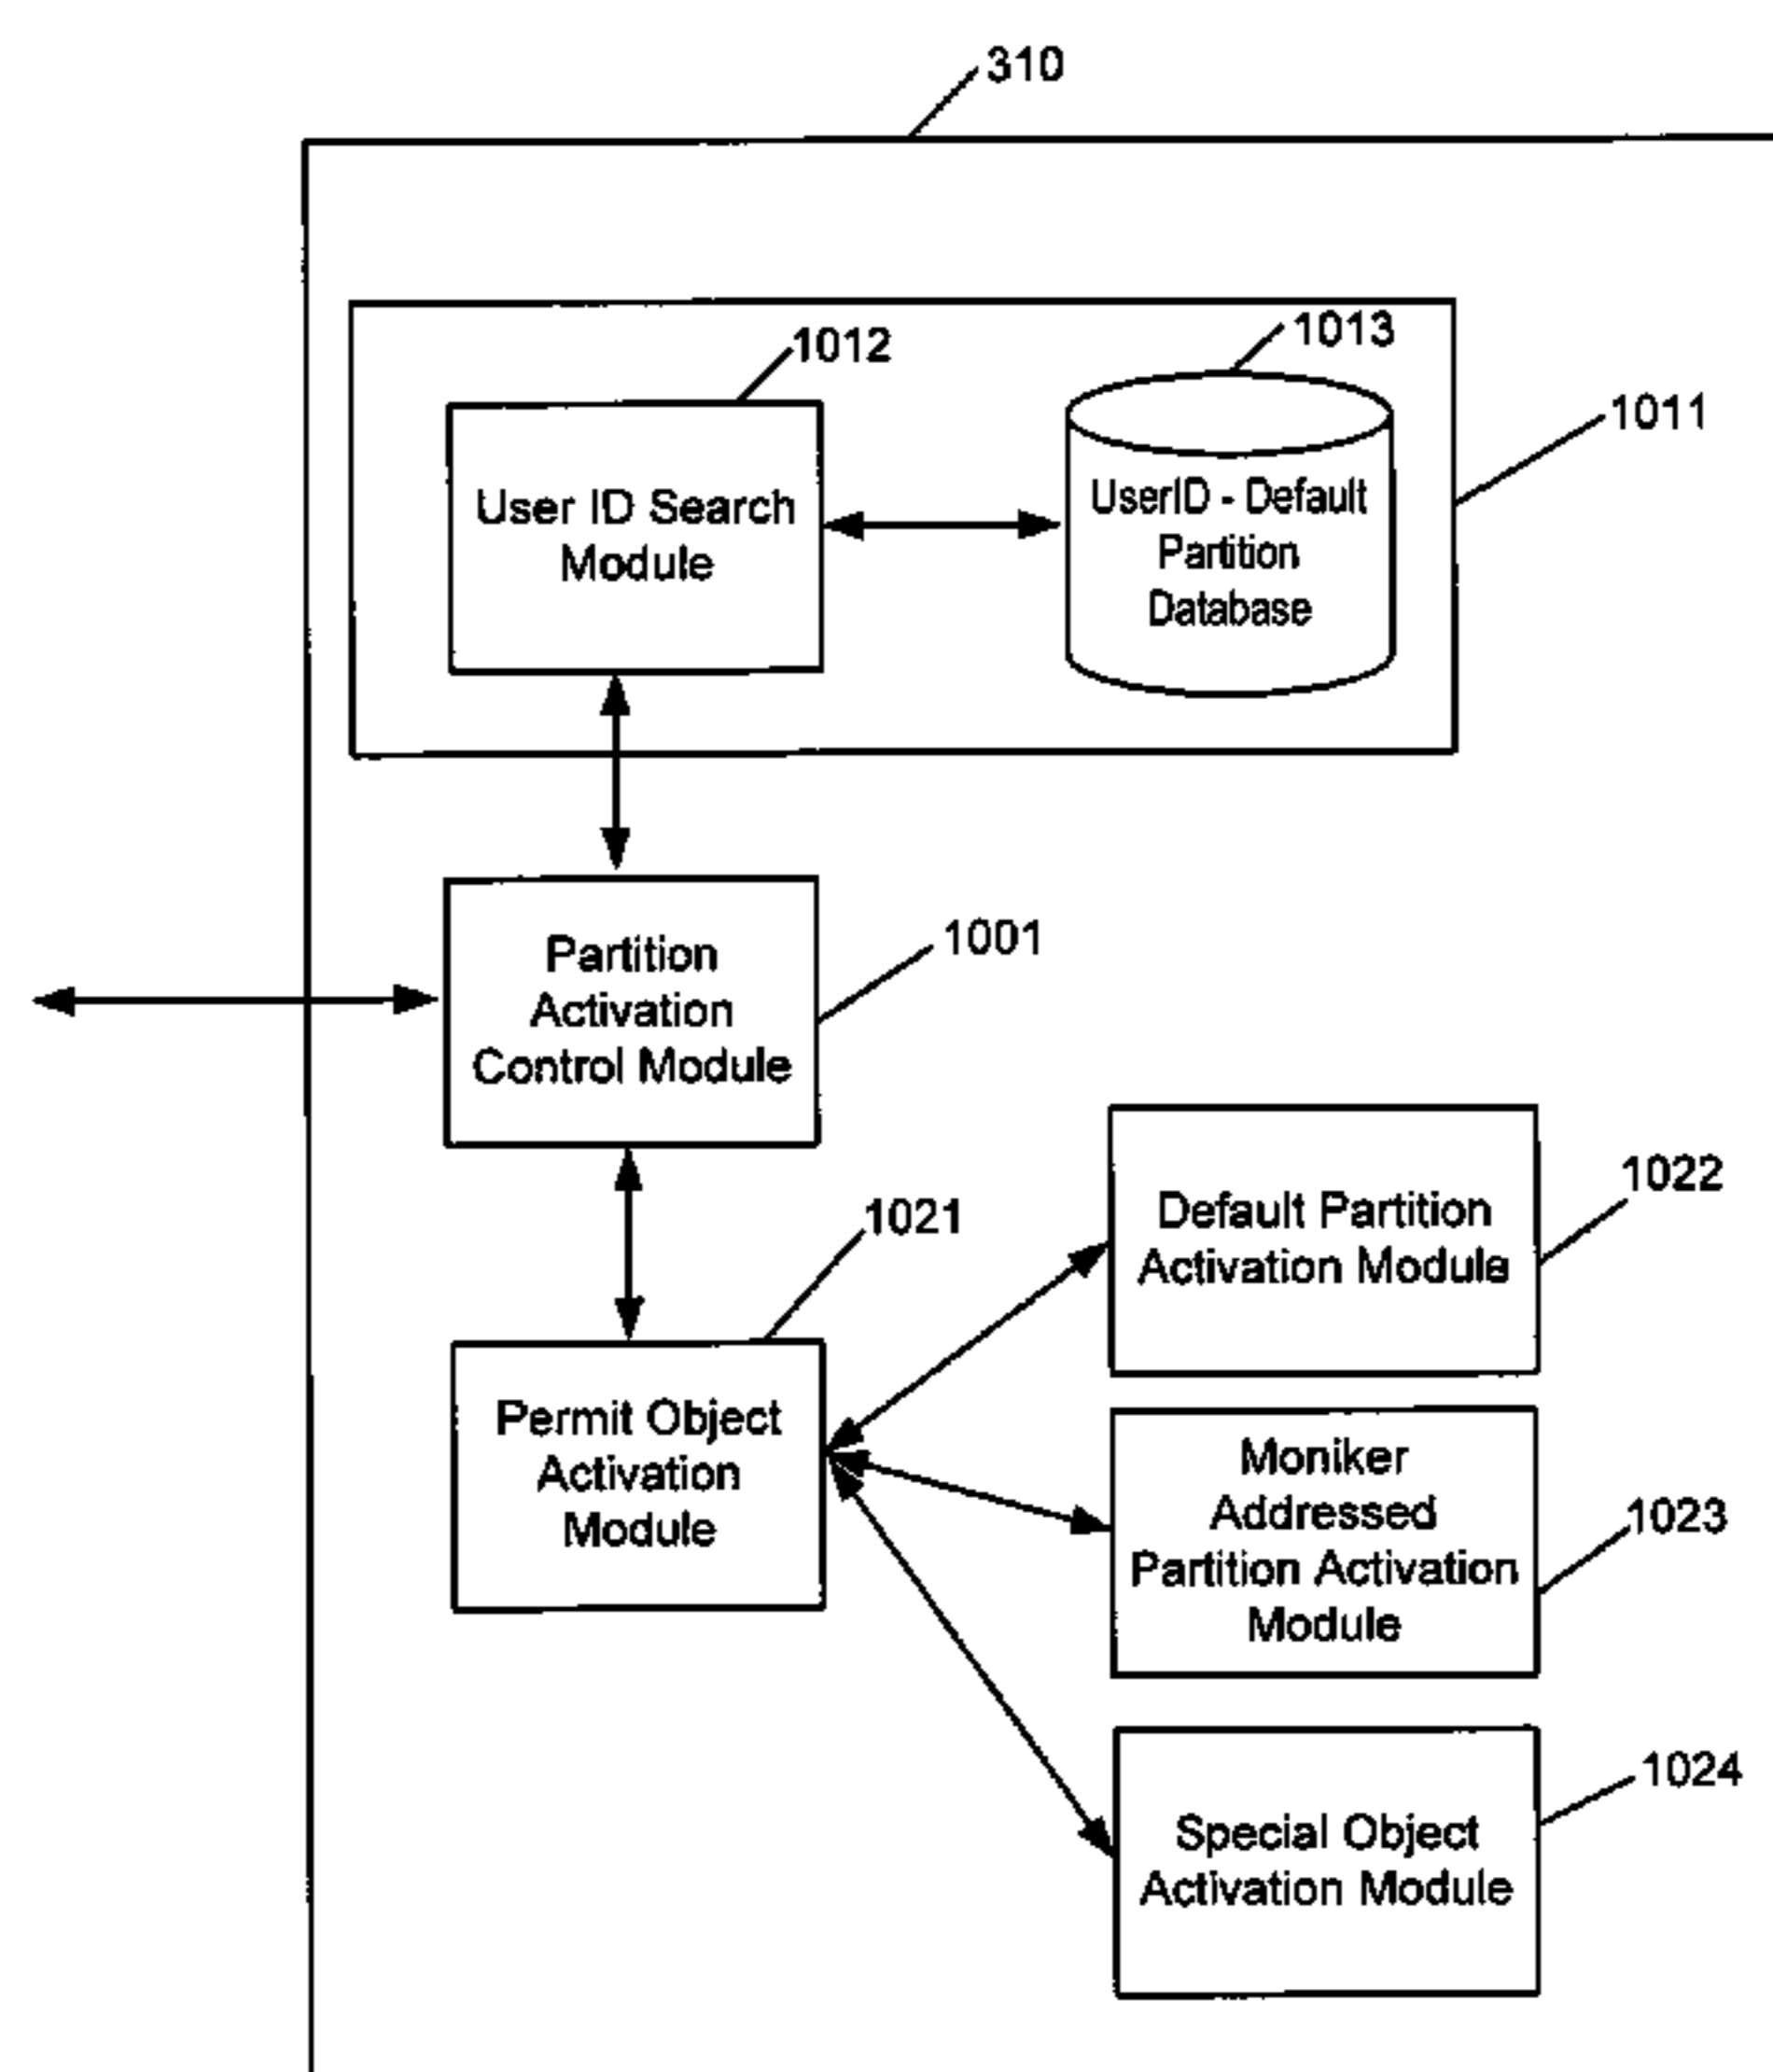 310
1012
1013
1011
User ID Search
Module
UserID - Default
Partition
Database
1001
Partition
Activation
Control Module
1022
1021
Default Partition
Activation Module
Permit Object
Activation
Module
Moniker
Addressed
Partition Activation
Module
1023
1024
Special Object
Activation Module